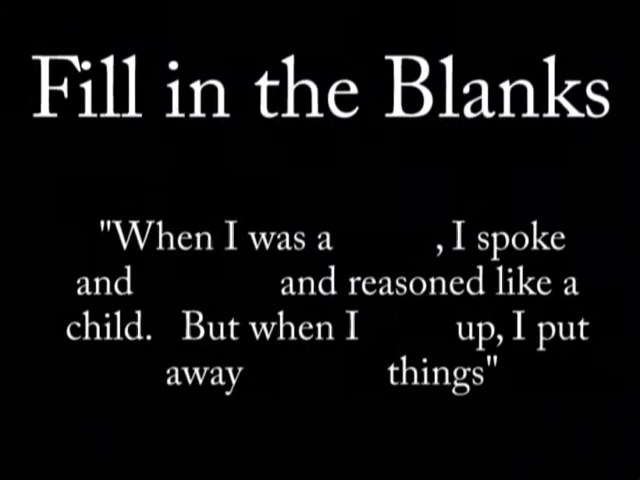 Fill in the Blanks
"When I was a , I spoke
and and reasoned like a
child. But when I up, I put
away things"